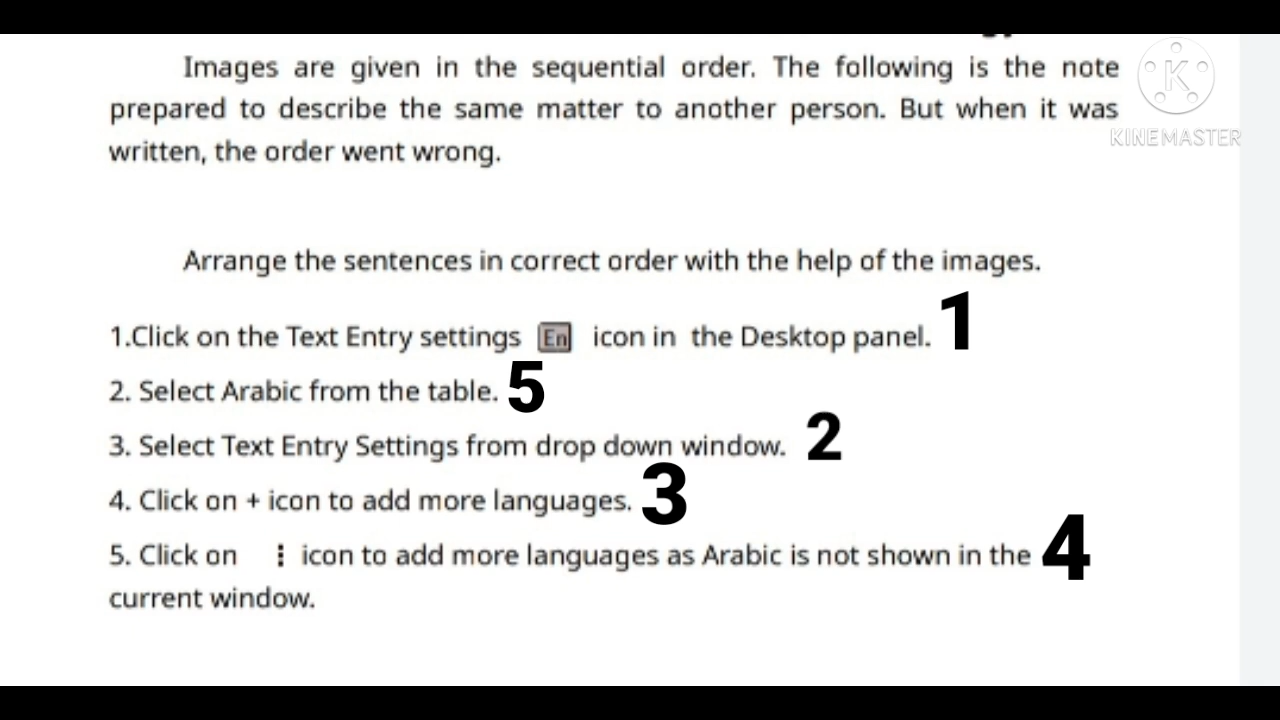 Images are given in the sequential order. The following is the note
prepared to describe the same matter to another person. But when it was
written, the order went wrong.
K
KINEMASTER
Arrange the sentences in correct order with the help of the images.
1.Click on the Text Entry settings En icon in the Desktop panel. 1
2. Select Arabic from the table. 5
3. Select Text Entry Settings from drop down window. 2
4. Click on + icon to add more languages. 3
5. Click on ⋮ icon to add more languages as Arabic is not shown in the 4
current window.